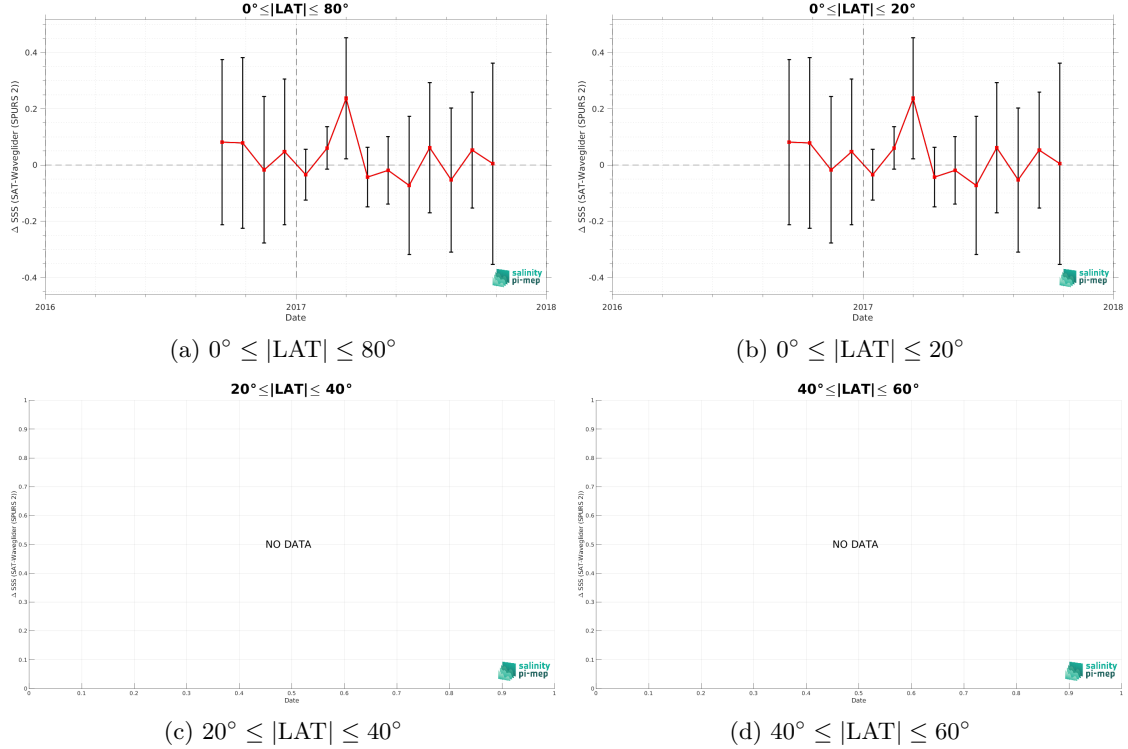 0°≤|LAT|≤ 80°
Δ SSS (SAT-Waveglider (SPURS 2))
0.4
0.2
0
-0.2
-0.4
2016
2017
2018
Date
salinity
pi-mep
(a) 0° ≤ |LAT| ≤ 80°
0°≤|LAT|≤ 20°
Δ SSS (SAT-Waveglider (SPURS 2))
0.4
0.2
0
-0.2
-0.4
2016
2017
2018
Date
salinity
pi-mep
(b) 0° ≤ |LAT| ≤ 20°
20°≤|LAT|≤ 40°
Δ SSS (SAT-Waveglider (SPURS 2))
1
0.9
0.8
0.7
0.6
0.5
0.4
0.3
0.2
0.1
0
NO DATA
0 0.1 0.2 0.3 0.4 0.5 0.6 0.7 0.8 0.9 1
Date
salinity
pi-mep
(c) 20° ≤ |LAT| ≤ 40°
40°≤|LAT|≤ 60°
Δ SSS (SAT-Waveglider (SPURS 2))
1
0.9
0.8
0.7
0.6
0.5
0.4
0.3
0.2
0.1
0
NO DATA
0 0.1 0.2 0.3 0.4 0.5 0.6 0.7 0.8 0.9 1
Date
salinity
pi-mep
(d) 40° ≤ |LAT| ≤ 60°